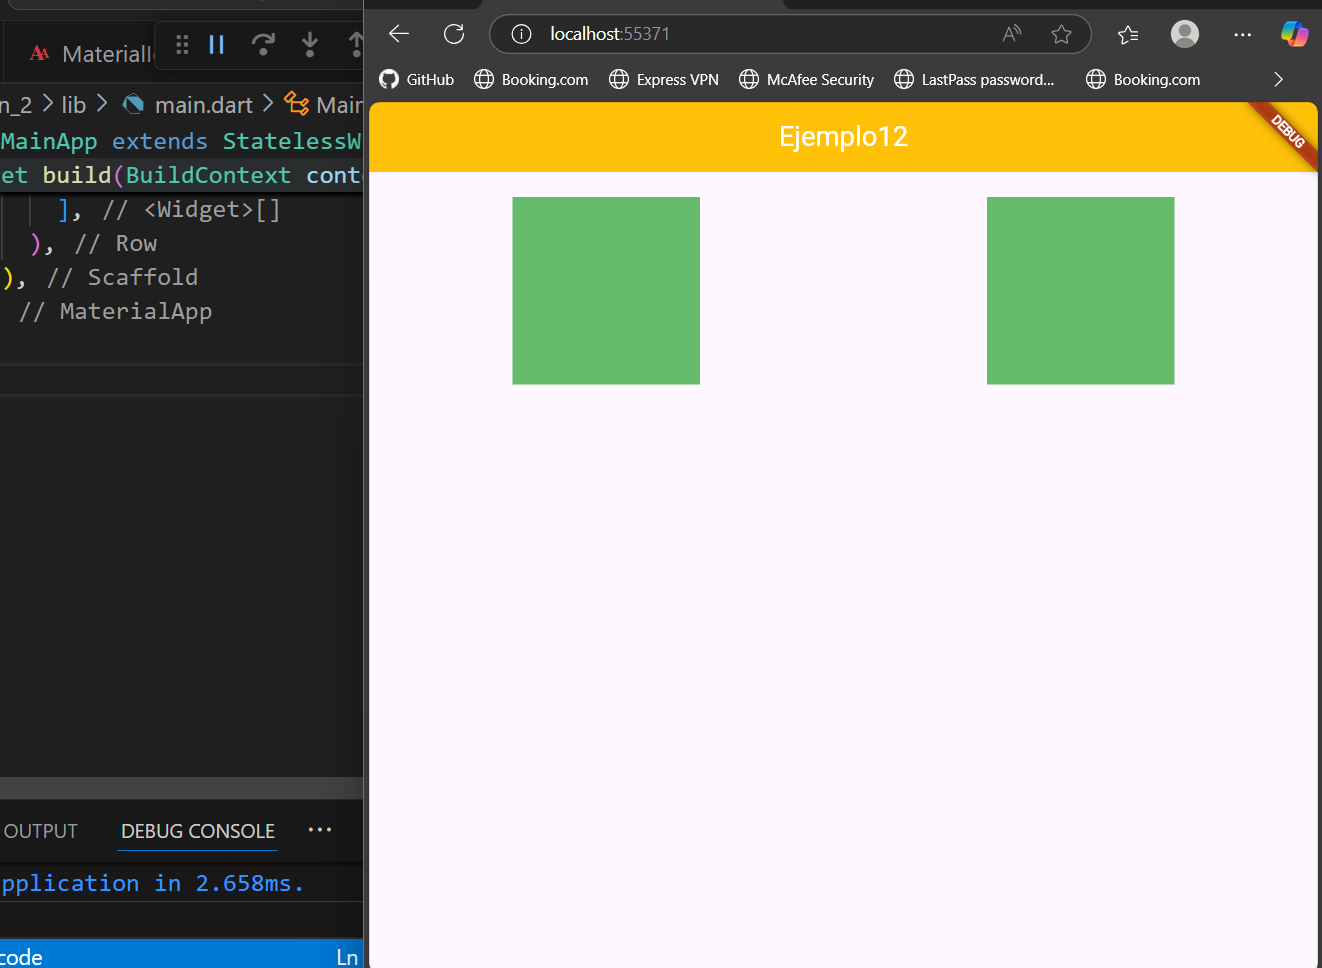 Materiall
n_2 > lib > main.dart > Mair
MainApp extends StatelessW
et build(BuildContext cont
], // <Widget>[]
), // Row
), // Scaffold
// MaterialApp
OUTPUT DEBUG CONSOLE ...
pplication in 2.658ms.
code Ln
localhost:55371
GitHub Booking.com Express VPN McAfee Security LastPass password... Booking.com
Ejemplo12
DEBUG